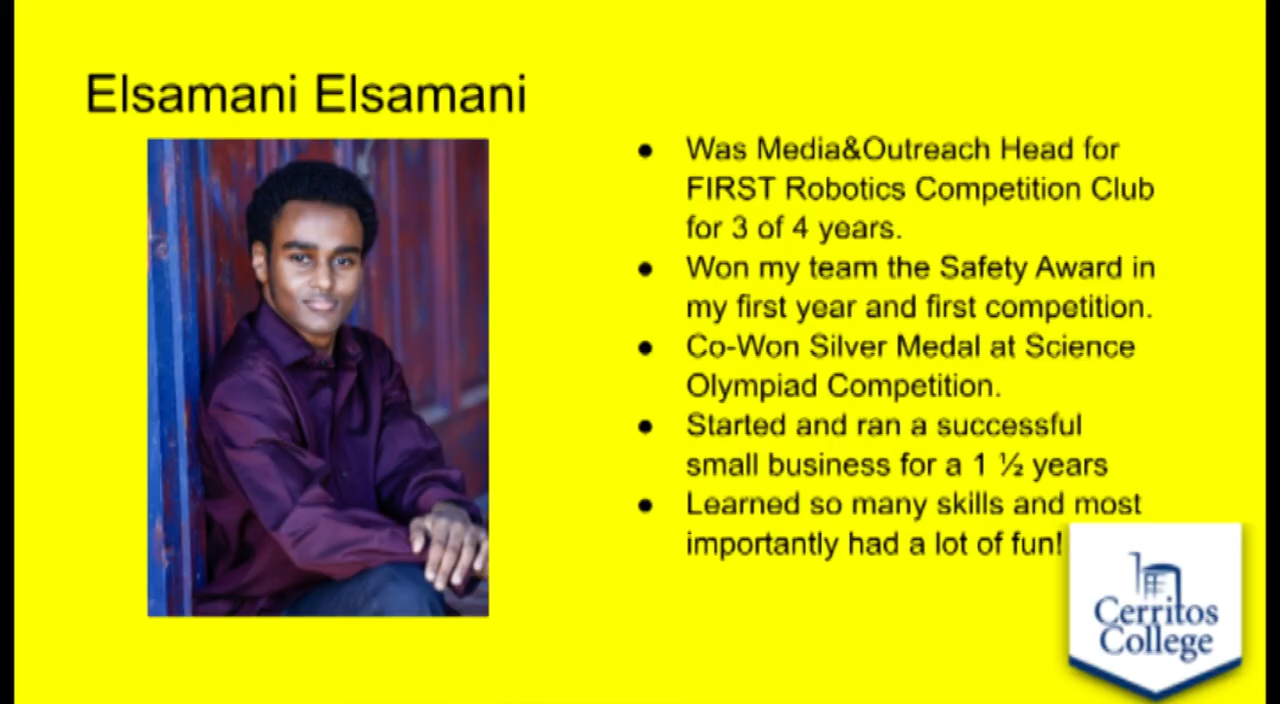 Elsamani Elsamani
● Was Media&Outreach Head for
FIRST Robotics Competition Club
for 3 of 4 years.
● Won my team the Safety Award in
my first year and first competition.
● Co-Won Silver Medal at Science
Olympiad Competition.
● Started and ran a successful
small business for a 1 ½ years
● Learned so many skills and most
importantly had a lot of fun!
Cerritos
College